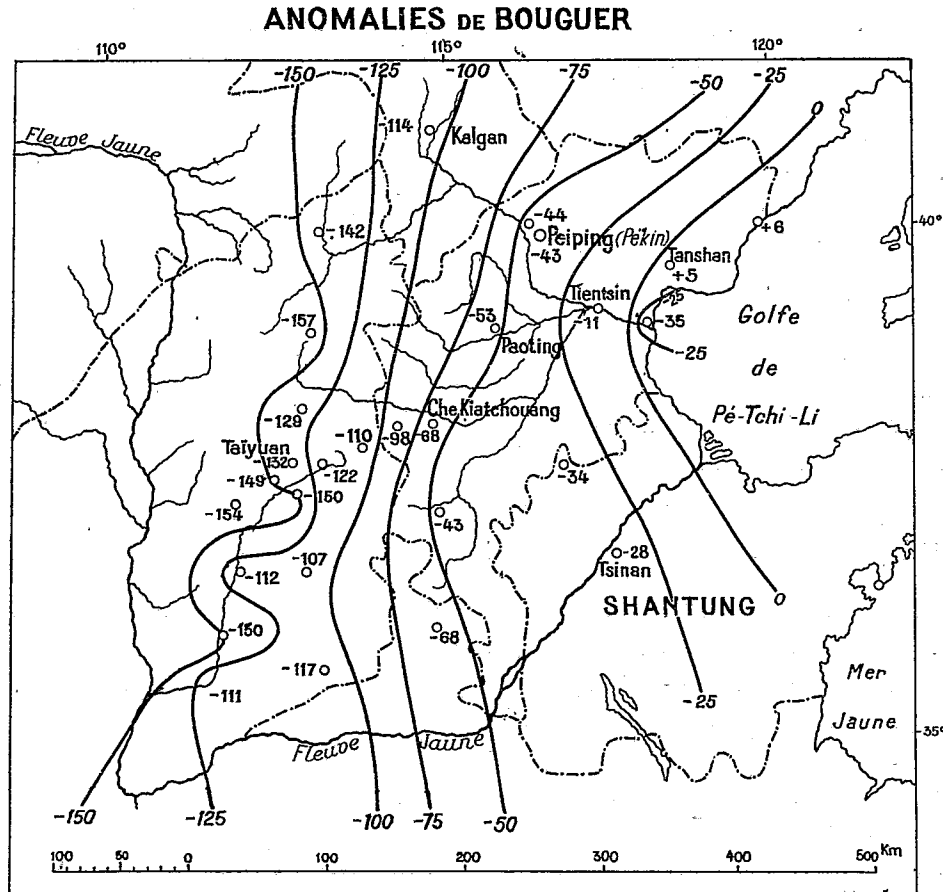 ANOMALIES DE BOUGUER
110° 115° 120°
-150 -125 -100 -75 -50 -25
0
-114
Kalgan
Fleuve Jaune
40°
-44
-142
Peiping (Pékin)
+6
-43
Tanshan
+5
Tientsin
-25
Golfe
-157
-53
-11
-35
Paoting
-25
de
Che Kiatchouang
Pé-Tchi-Li
-129
-110
-98
-68
Taïyuan
-132
-122
-34
-149
-150
-154
-43
-107
-28
-112
Tsinan
0
SHANTUNG
-150
-68
-117
Mer
-111
-25
Jaune
35°
Fleuve Jaune
-150 -125 -100 -75 -50
100 50 0 100 200 300 400 500 Km